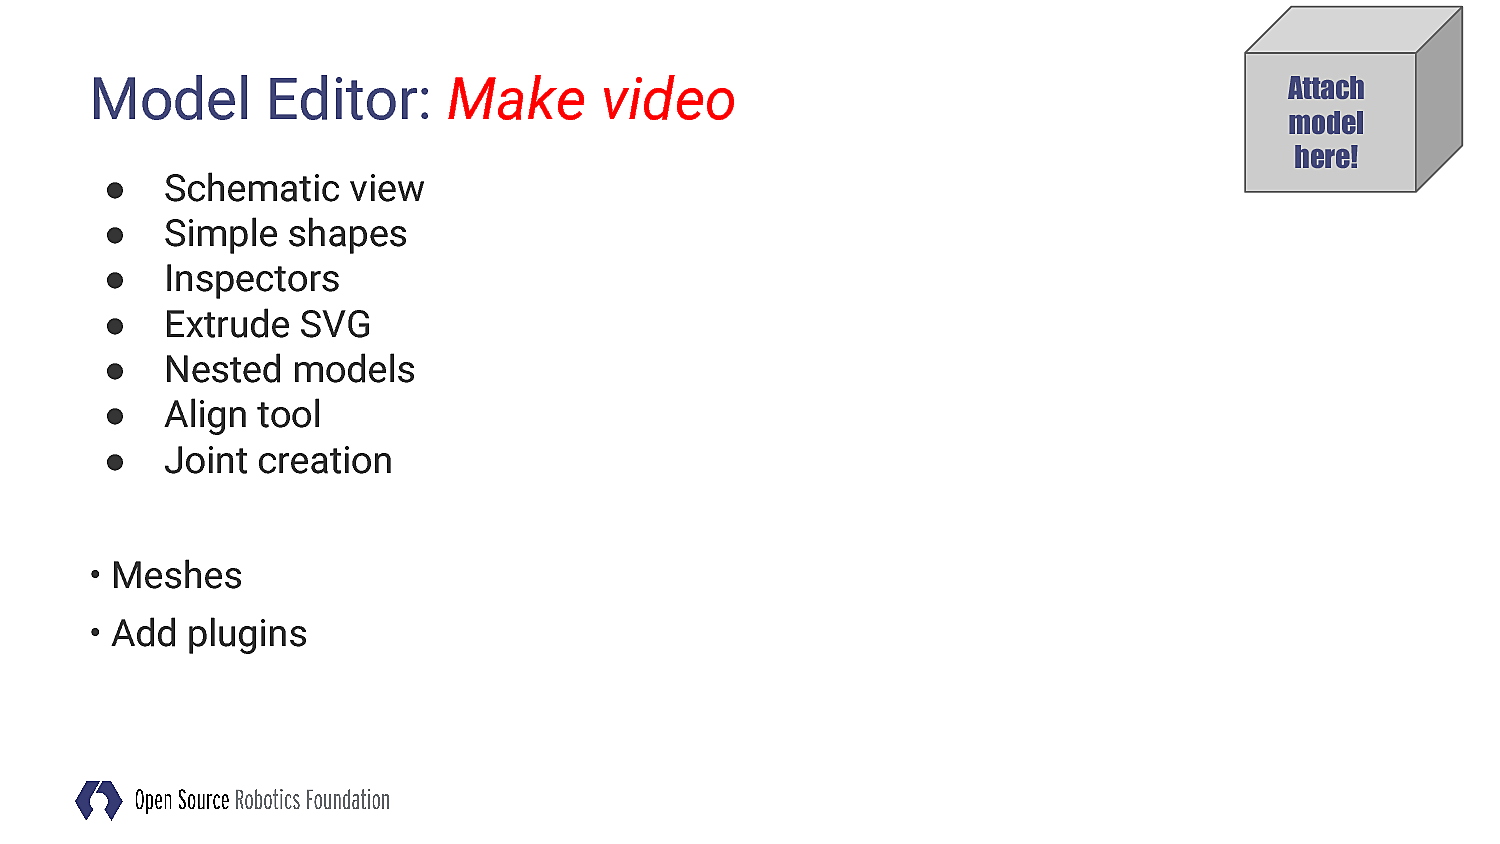 Model Editor: Make video
Attach
model
here!
● Schematic view
● Simple shapes
● Inspectors
● Extrude SVG
● Nested models
● Align tool
● Joint creation
• Meshes
• Add plugins
Open Source Robotics Foundation